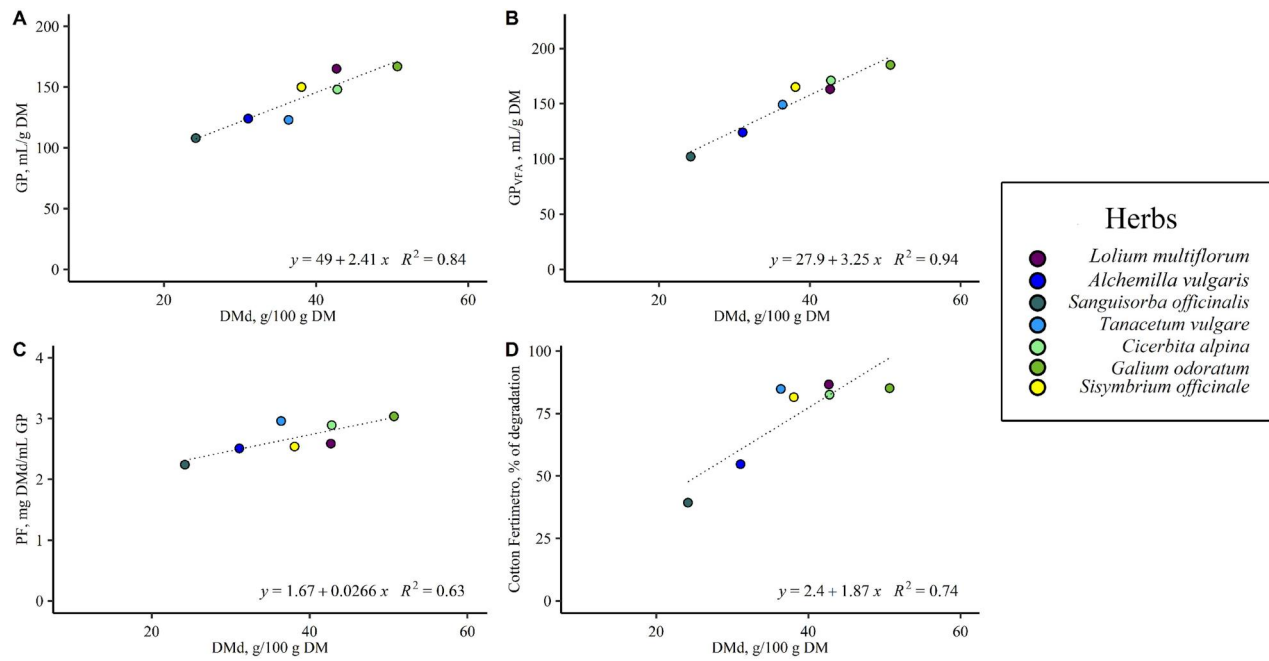 A
GP, mL/g DM
200
150
100
50
0
y = 49 + 2.41 x R² = 0.84
20 40 60
DMd, g/100 g DM
B
GP_VFA , mL/g DM
200
150
100
50
0
y = 27.9 + 3.25 x R² = 0.94
20 40 60
DMd, g/100 g DM
C
PF, mg DMd/mL GP
4
3
2
1
0
y = 1.67 + 0.0266 x R² = 0.63
20 40 60
DMd, g/100 g DM
D
Cotton Fertimetro, % of degradation
100
75
50
25
0
y = 2.4 + 1.87 x R² = 0.74
20 40 60
DMd, g/100 g DM
Herbs
Lolium multiflorum
Alchemilla vulgaris
Sanguisorba officinalis
Tanacetum vulgare
Cicerbita alpina
Galium odoratum
Sisymbrium officinale